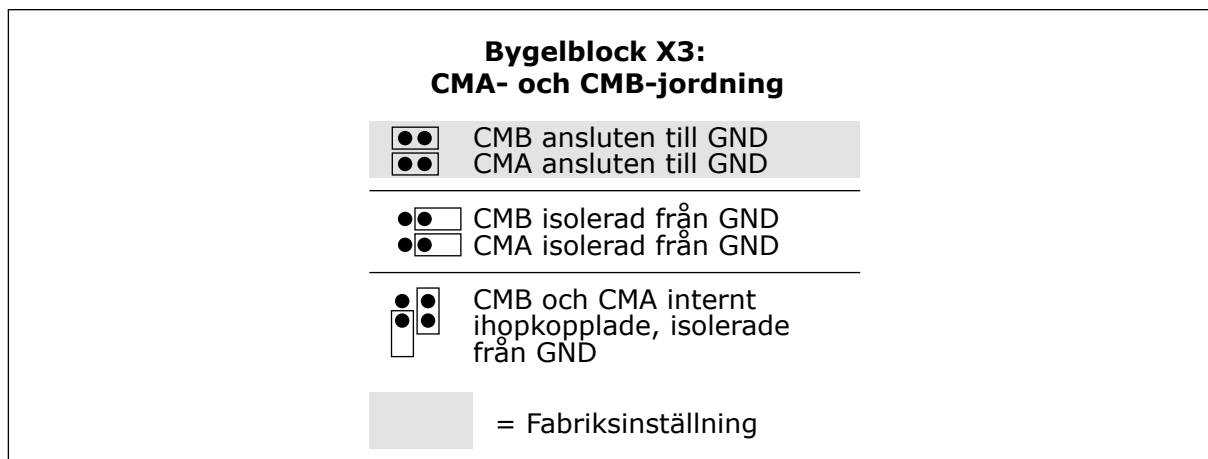 Bygelblock X3:
CMA- och CMB-jordning
CMB ansluten till GND
CMA ansluten till GND
CMB isolerad från GND
CMA isolerad från GND
CMB och CMA internt
ihopkopplade, isolerade
från GND
= Fabriksinställning